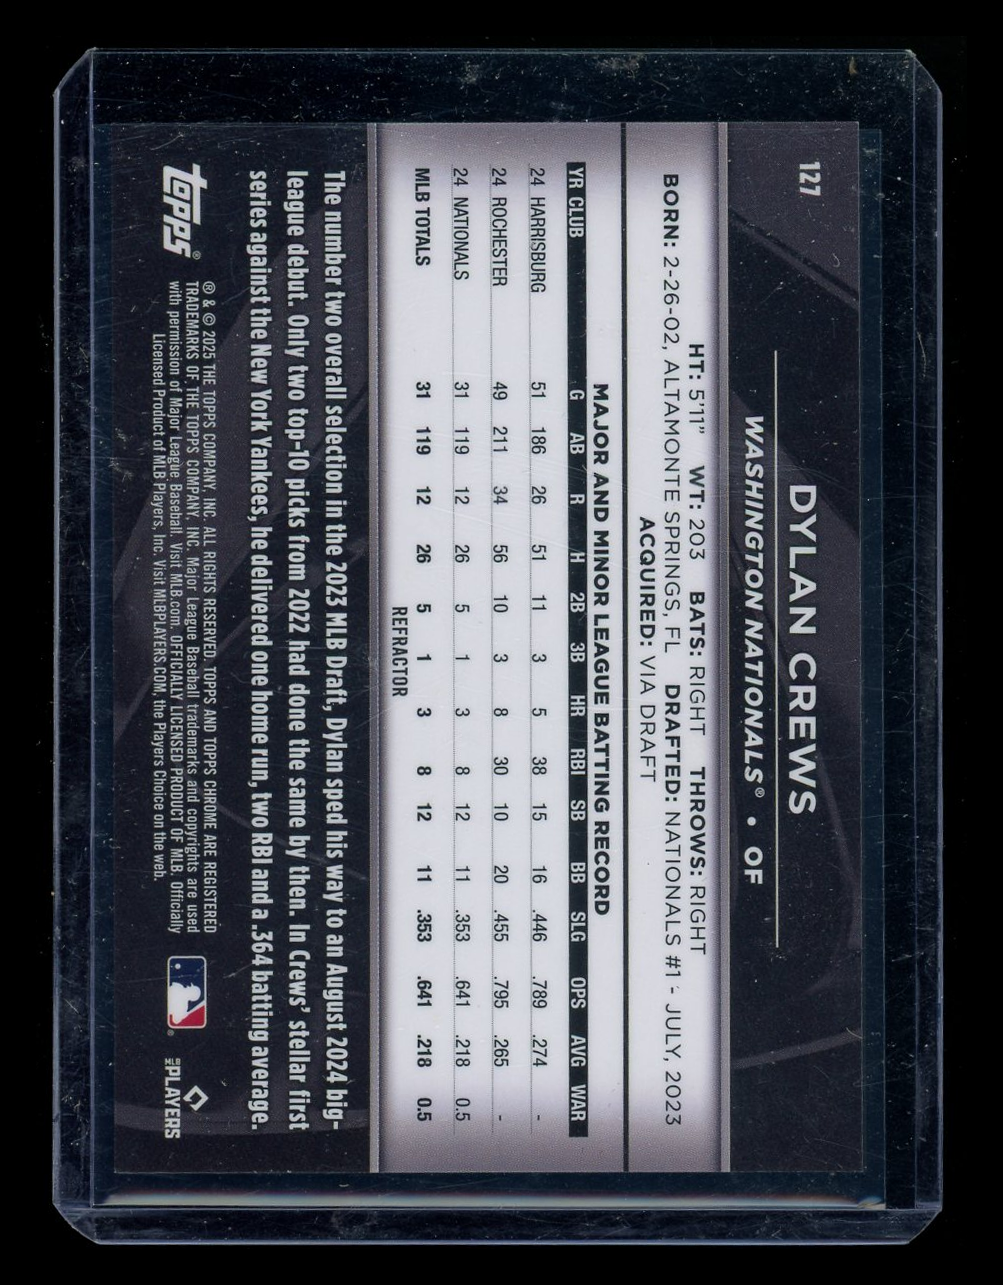 127
DYLAN CREWS
WASHINGTON NATIONALS® • OF
HT: 5'11" WT: 203 BATS: RIGHT THROWS: RIGHT
BORN: 2-26-02, ALTAMONTE SPRINGS, FL DRAFTED: NATIONALS #1 - JULY, 2023
ACQUIRED: VIA DRAFT
MAJOR AND MINOR LEAGUE BATTING RECORD
YR CLUB G AB R H 2B 3B HR RBI SB BB SLG OPS AVG WAR
24 HARRISBURG 51 186 26 51 11 3 5 38 15 16 .446 .789 .274 -
24 ROCHESTER 49 211 34 56 10 3 8 30 10 20 .455 .795 .265 -
24 NATIONALS 31 119 12 26 5 1 3 8 12 11 .353 .641 .218 0.5
MLB TOTALS 31 119 12 26 5 1 3 8 12 11 .353 .641 .218 0.5
REFRACTOR
The number two overall selection in the 2023 MLB Draft, Dylan sped his way to an August 2024 big-
league debut. Only two top-10 picks from 2022 had done the same by then. In Crews' stellar first
series against the New York Yankees, he delivered one home run, two RBI and a .364 batting average.
topps®
® & © 2025 THE TOPPS COMPANY, INC. ALL RIGHTS RESERVED. TOPPS AND TOPPS CHROME ARE REGISTERED
TRADEMARKS OF THE TOPPS COMPANY, INC. Major League Baseball trademarks and copyrights are used
with permission of Major League Baseball. Visit MLB.com. OFFICIALLY LICENSED PRODUCT OF MLB. Officially
Licensed Product of MLB Players, Inc. Visit MLBPLAYERS.COM, the Players Choice on the web.
®
MLB PLAYERS